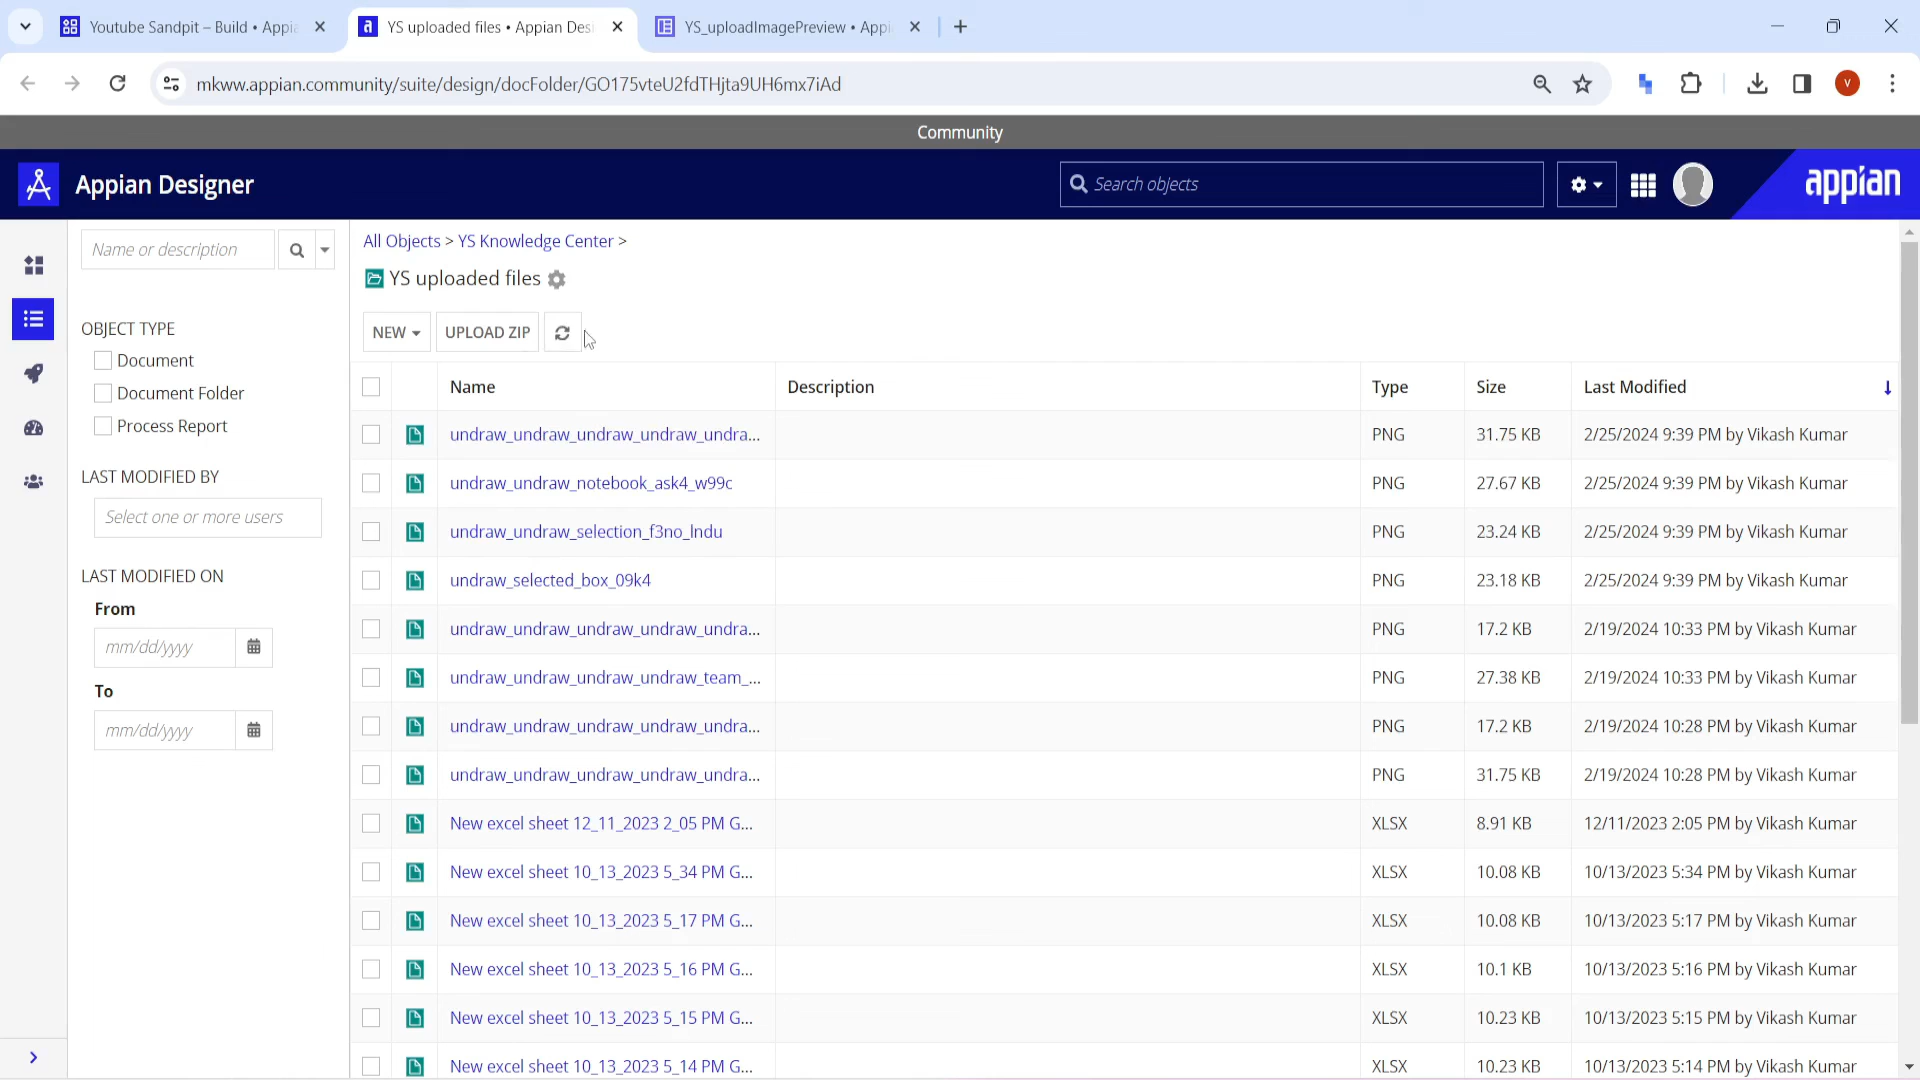 Youtube Sandpit – Build • Appia
YS uploaded files • Appian Desi
YS_uploadImagePreview • Appi
mkww.appian.community/suite/design/docFolder/GO175vteU2fdTHjta9UH6mx7iAd
V
Community
Appian Designer
Search objects
appian
Name or description
OBJECT TYPE
Document
Document Folder
Process Report
LAST MODIFIED BY
Select one or more users
LAST MODIFIED ON
From
mm/dd/yyyy
To
mm/dd/yyyy
All Objects > YS Knowledge Center >
YS uploaded files
NEW UPLOAD ZIP
Name Description Type Size Last Modified
undraw_undraw_undraw_undraw_undra... PNG 31.75 KB 2/25/2024 9:39 PM by Vikash Kumar
undraw_undraw_notebook_ask4_w99c PNG 27.67 KB 2/25/2024 9:39 PM by Vikash Kumar
undraw_undraw_selection_f3no_lndu PNG 23.24 KB 2/25/2024 9:39 PM by Vikash Kumar
undraw_selected_box_09k4 PNG 23.18 KB 2/25/2024 9:39 PM by Vikash Kumar
undraw_undraw_undraw_undraw_undra... PNG 17.2 KB 2/19/2024 10:33 PM by Vikash Kumar
undraw_undraw_undraw_undraw_team_... PNG 27.38 KB 2/19/2024 10:33 PM by Vikash Kumar
undraw_undraw_undraw_undraw_undra... PNG 17.2 KB 2/19/2024 10:28 PM by Vikash Kumar
undraw_undraw_undraw_undraw_undra... PNG 31.75 KB 2/19/2024 10:28 PM by Vikash Kumar
New excel sheet 12_11_2023 2_05 PM G... XLSX 8.91 KB 12/11/2023 2:05 PM by Vikash Kumar
New excel sheet 10_13_2023 5_34 PM G... XLSX 10.08 KB 10/13/2023 5:34 PM by Vikash Kumar
New excel sheet 10_13_2023 5_17 PM G... XLSX 10.08 KB 10/13/2023 5:17 PM by Vikash Kumar
New excel sheet 10_13_2023 5_16 PM G... XLSX 10.1 KB 10/13/2023 5:16 PM by Vikash Kumar
New excel sheet 10_13_2023 5_15 PM G... XLSX 10.23 KB 10/13/2023 5:15 PM by Vikash Kumar
New excel sheet 10_13_2023 5_14 PM G... XLSX 10.23 KB 10/13/2023 5:14 PM by Vikash Kumar